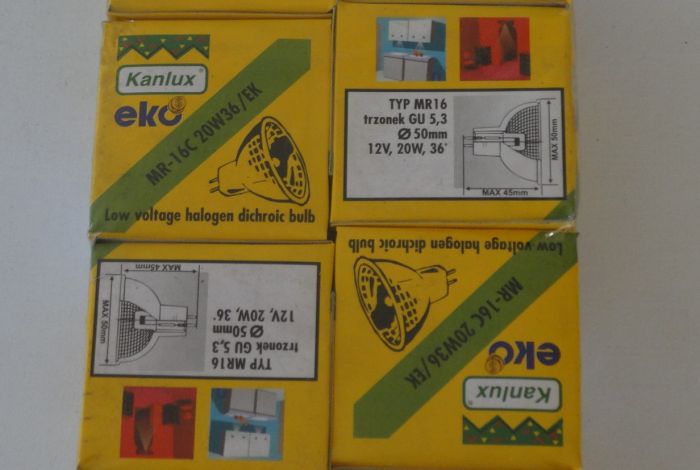 Kanlux®
eko
MR-16C 20W36/EK
Low voltage halogen dichroic bulb
TYP MR16
trzonek GU 5,3
Ø 50mm
12V, 20W, 36°
MAX 50mm
MAX 45mm
MAX 45mm
MAX 50mm
TYP MR16
trzonek GU 5,3
Ø 50mm
12V, 20W, 36°
Low voltage halogen dichroic bulb
MR-16C 20W36/EK
eko
Kanlux®